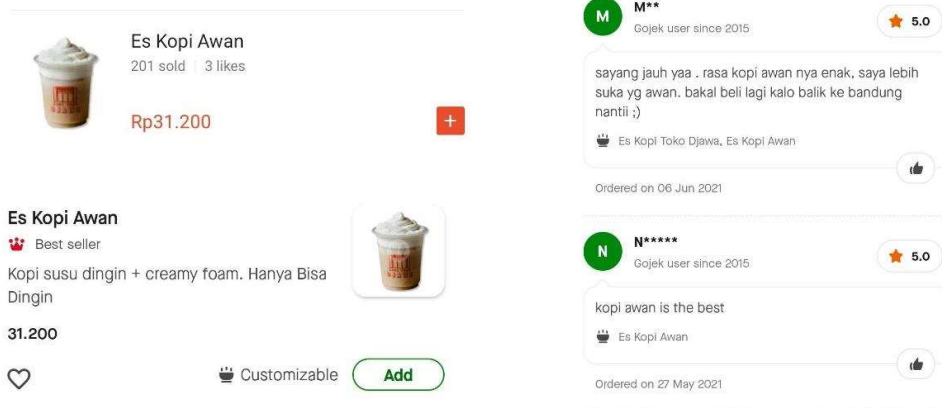 Es Kopi Awan
201 sold | 3 likes
Rp31.200
+
Es Kopi Awan
Best seller
Kopi susu dingin + creamy foam. Hanya Bisa
Dingin
31.200
Customizable
Add
M
M**
Gojek user since 2015
5.0
sayang jauh yaa . rasa kopi awan nya enak, saya lebih
suka yg awan. bakal beli lagi kalo balik ke bandung
nantii ;)
Es Kopi Toko Djawa, Es Kopi Awan
Ordered on 06 Jun 2021
N
N*****
Gojek user since 2015
5.0
kopi awan is the best
Es Kopi Awan
Ordered on 27 May 2021